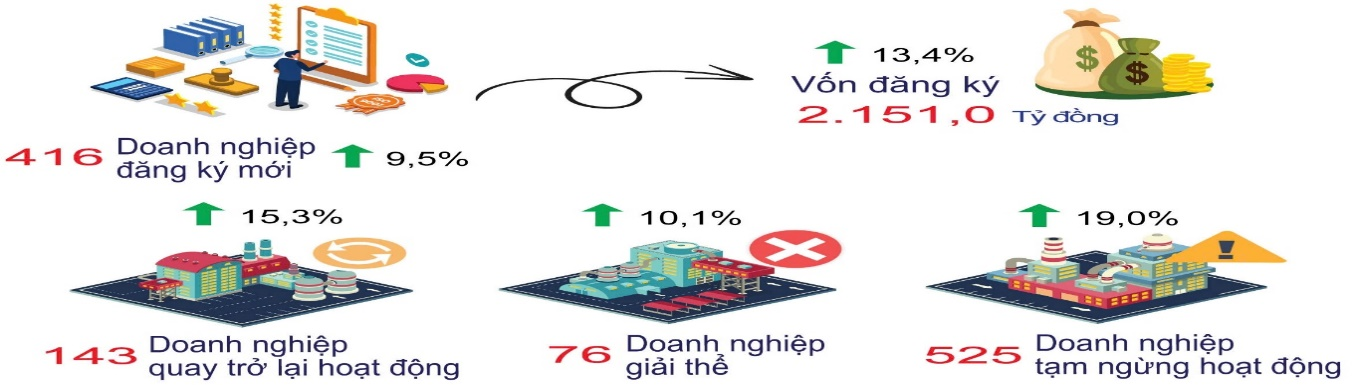 13,4%
Vốn đăng ký
2.151,0 Tỷ đồng
416 Doanh nghiệp
đăng ký mới
9,5%
15,3%
10,1%
19,0%
143 Doanh nghiệp
quay trở lại hoạt động
76 Doanh nghiệp
giải thể
525 Doanh nghiệp
tạm ngừng hoạt động